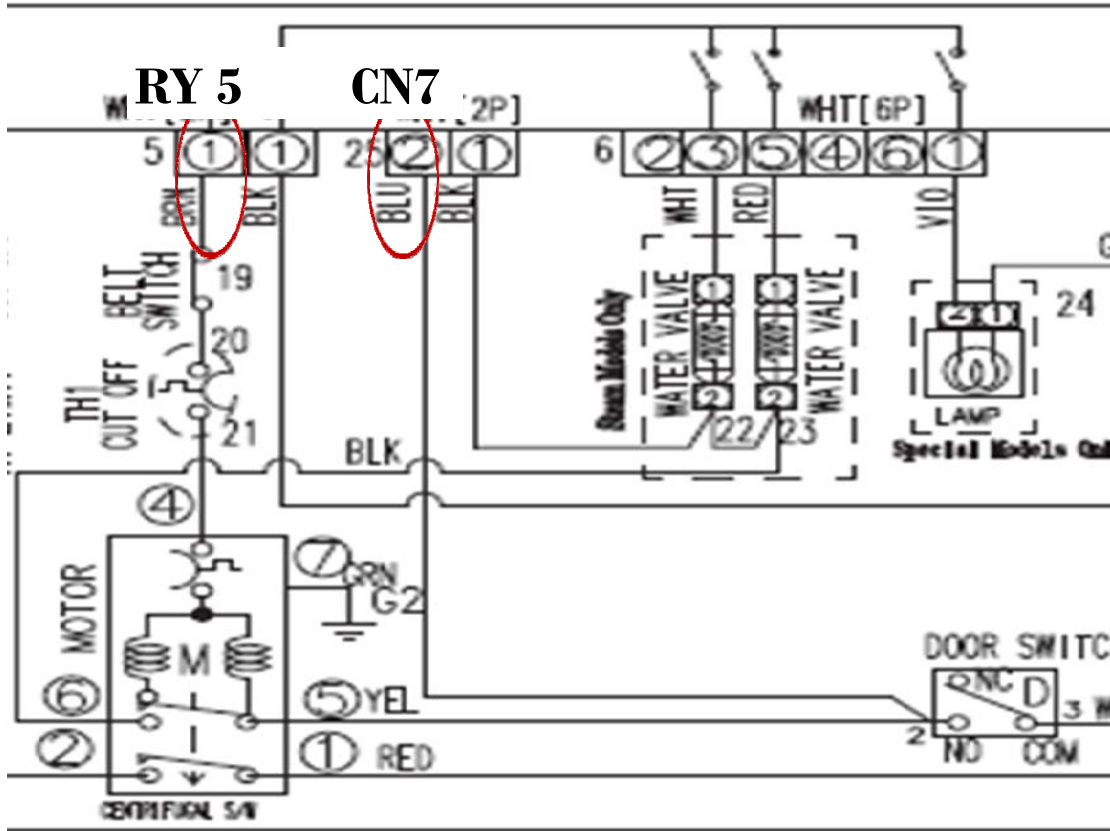 RY 5 CN7
[2P] WHT[6P]
5 1 1 25 2 1 6 2 3 5 4 6 1
BRN BLK BLU BLK WHT RED VIO
BELT SWITCH 19
20
TH1 CUT OFF
21
Steam Models Only
WATER VALVE 1 2 1 2 WATER VALVE
22 23
2 1 24
LAMP
Special Models Onl
G
BLK
4
7
GRN
G2
MOTOR
M
DOOR SWITC
NC D
6 5 YEL
2 3 W
NO COM
2 1 RED
CENTRIFUGAL S/W